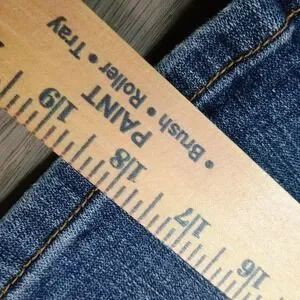 16 17 18 19
PAINT
• Brush • Roller • Tray